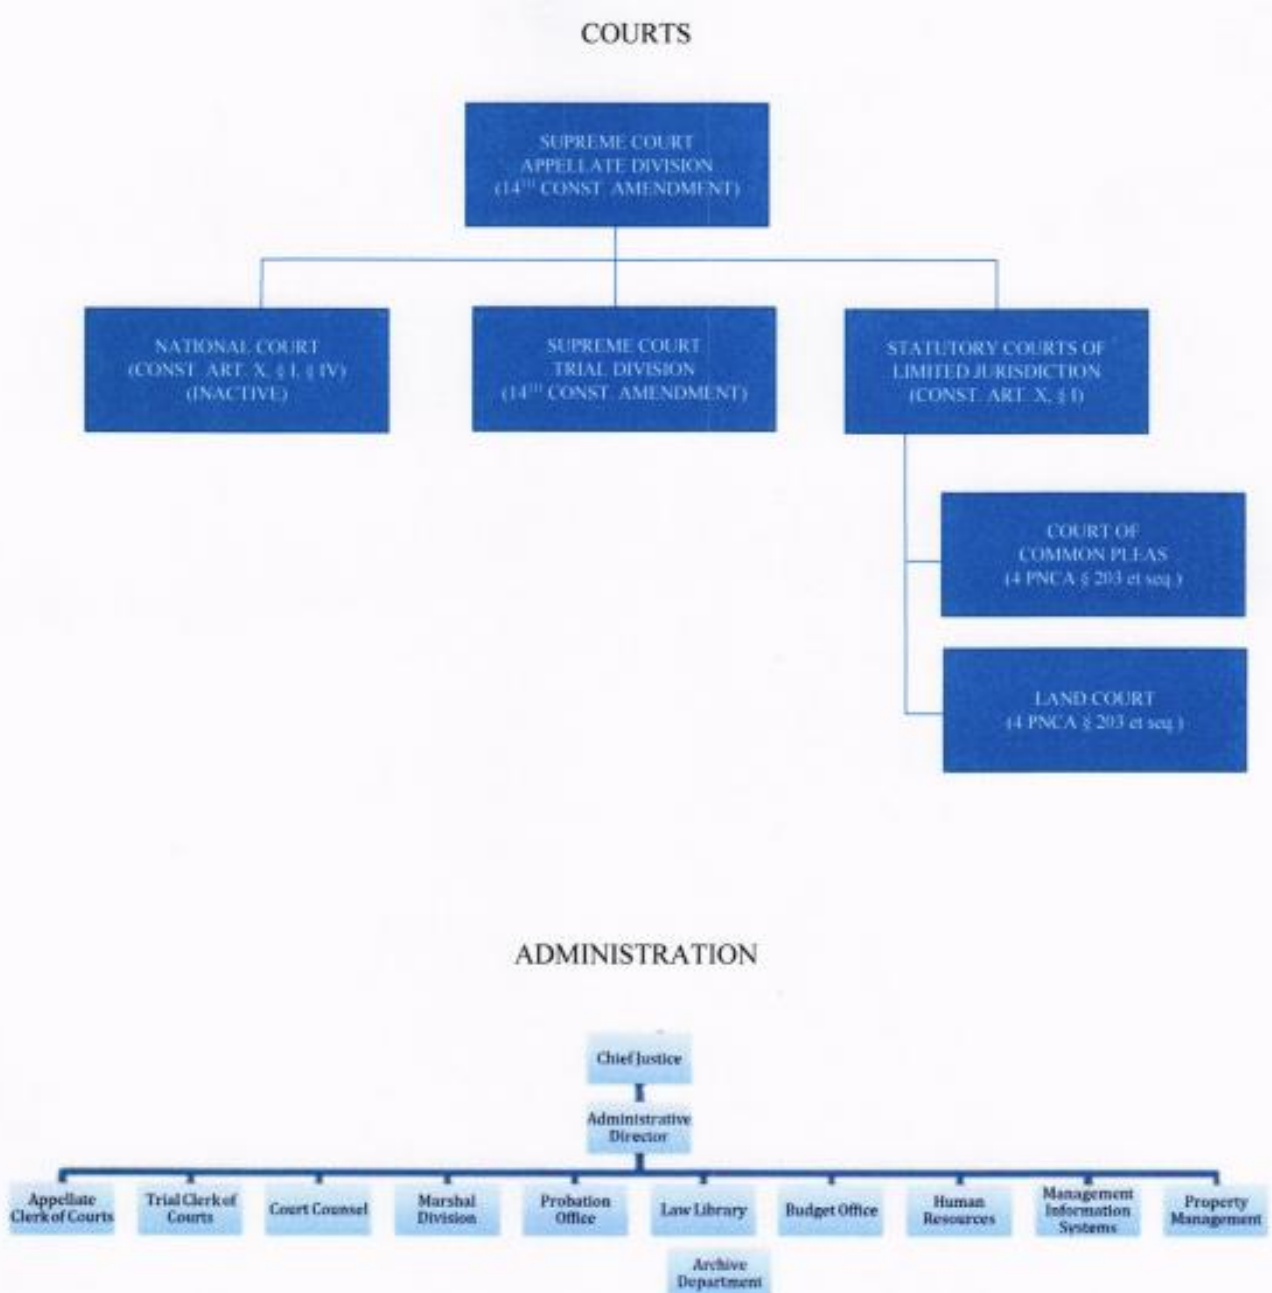 COURTS
SUPREME COURT
APPELLATE DIVISION
(14TH CONST. AMENDMENT)
NATIONAL COURT
(CONST. ART. X, § I, § IV)
(INACTIVE)
SUPREME COURT
TRIAL DIVISION
(14TH CONST. AMENDMENT)
STATUTORY COURTS OF
LIMITED JURISDICTION
(CONST. ART. X, § I)
COURT OF
COMMON PLEAS
(4 PNCA § 203 et seq.)
LAND COURT
(4 PNCA § 203 et seq.)
ADMINISTRATION
Chief Justice
Administrative
Director
Appellate
Clerk of Courts
Trial Clerk of
Courts
Court Counsel
Marshal
Division
Probation
Office
Law Library
Budget Office
Human
Resources
Management
Information
Systems
Property
Management
Archive
Department